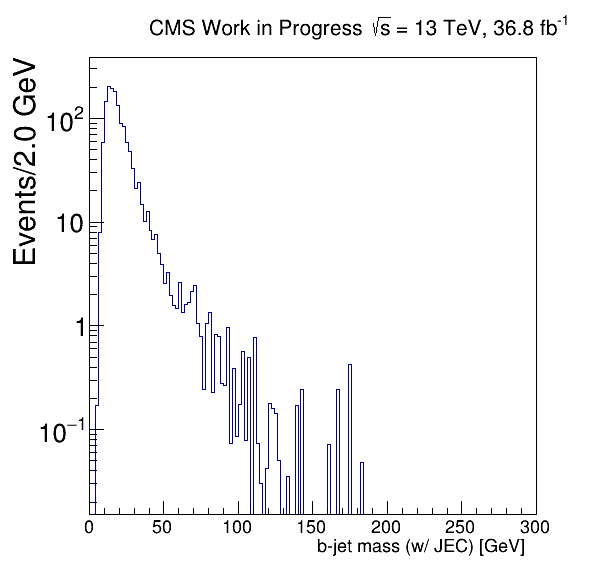 CMS Work in Progress √s = 13 TeV, 36.8 fb⁻¹
Events/2.0 GeV
10²
10
1
10⁻¹
0 50 100 150 200 250 300
b-jet mass (w/ JEC) [GeV]